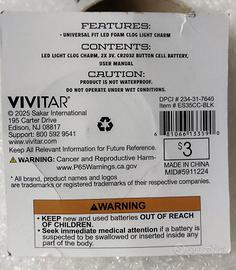 FEATURES:
• UNIVERSAL FIT LED FOAM CLOG LIGHT CHARM
CONTENTS:
LED LIGHT CLOG CHARM, 2X 3V, CR2032 BUTTON CELL BATTERY,
USER MANUAL
CAUTION:
PRODUCT IS NOT WATERPROOF.
DO NOT OPERATE UNDER WET CONDITIONS.
VIVITAR®
© 2025 Sakar International
195 Carter Drive
Edison, NJ 08817
Support: 800 592 9541
www.vivitar.com
Keep All Relevant Information For Future Reference.
WARNING: Cancer and Reproductive Harm-
www.P65Warnings.ca.gov
* All brand, product names and logos
are trademarks or registered trademarks of their respective companies.
DPCI # 234-31-7640
Item # ES35CC-BLK
6 81066 13359 0
$3
MADE IN CHINA
MID#5911224
WARNING
• KEEP new and used batteries OUT OF REACH
OF CHILDREN.
• Seek immediate medical attention if a battery is
suspected to be swallowed or inserted inside any
part of the body.